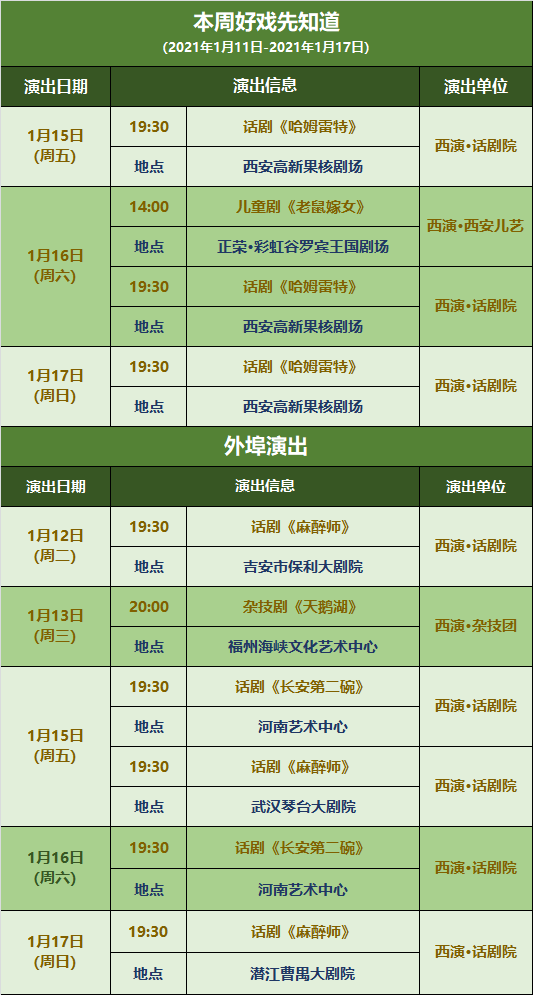 本周好戏先知道
(2021年1月11日-2021年1月17日)
演出日期 演出信息 演出单位
1月15日
(周五)
19:30 话剧《哈姆雷特》
地点 西安高新果核剧场
西演•话剧院
1月16日
(周六)
14:00 儿童剧《老鼠嫁女》
地点 正荣•彩虹谷罗宾王国剧场
西演•西安儿艺
19:30 话剧《哈姆雷特》
地点 西安高新果核剧场
西演•话剧院
1月17日
(周日)
19:30 话剧《哈姆雷特》
地点 西安高新果核剧场
西演•话剧院
外埠演出
演出日期 演出信息 演出单位
1月12日
(周二)
19:30 话剧《麻醉师》
地点 吉安市保利大剧院
西演•话剧院
1月13日
(周三)
20:00 杂技剧《天鹅湖》
地点 福州海峡文化艺术中心
西演•杂技团
1月15日
(周五)
19:30 话剧《长安第二碗》
地点 河南艺术中心
西演•话剧院
19:30 话剧《麻醉师》
地点 武汉琴台大剧院
西演•话剧院
1月16日
(周六)
19:30 话剧《长安第二碗》
地点 河南艺术中心
西演•话剧院
1月17日
(周日)
19:30 话剧《麻醉师》
地点 潜江曹禺大剧院
西演•话剧院